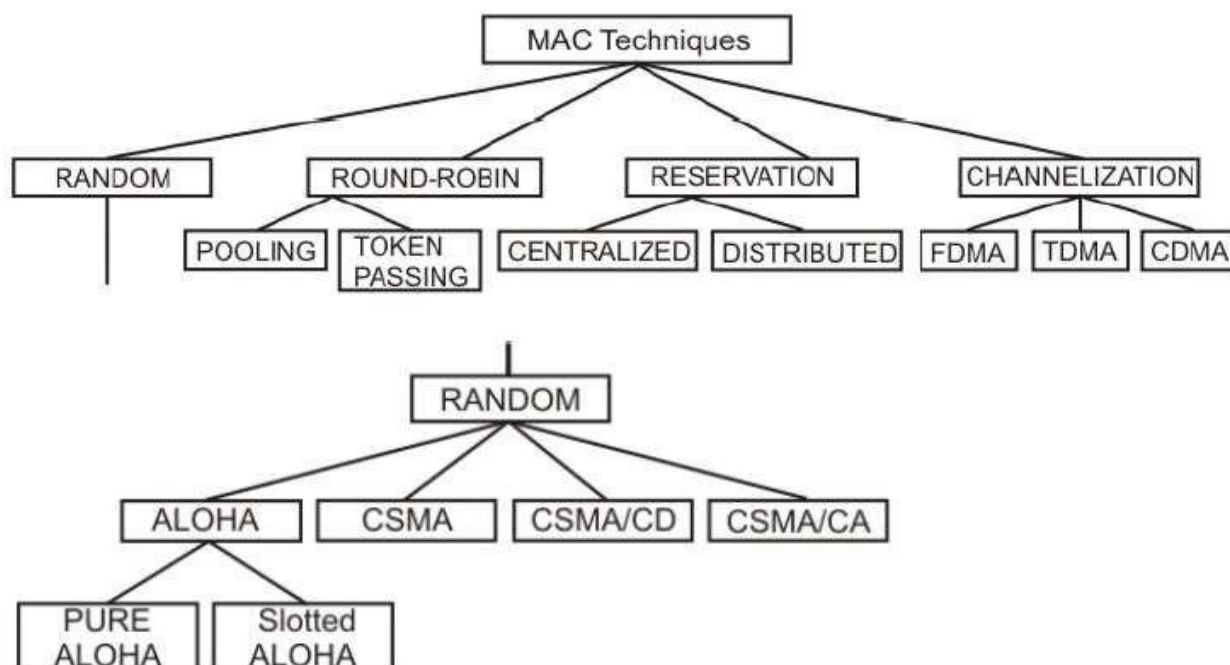 MAC Techniques
RANDOM
ROUND-ROBIN
RESERVATION
CHANNELIZATION
POOLING
TOKEN
PASSING
CENTRALIZED
DISTRIBUTED
FDMA
TDMA
CDMA
RANDOM
ALOHA
CSMA
CSMA/CD
CSMA/CA
PURE
ALOHA
Slotted
ALOHA